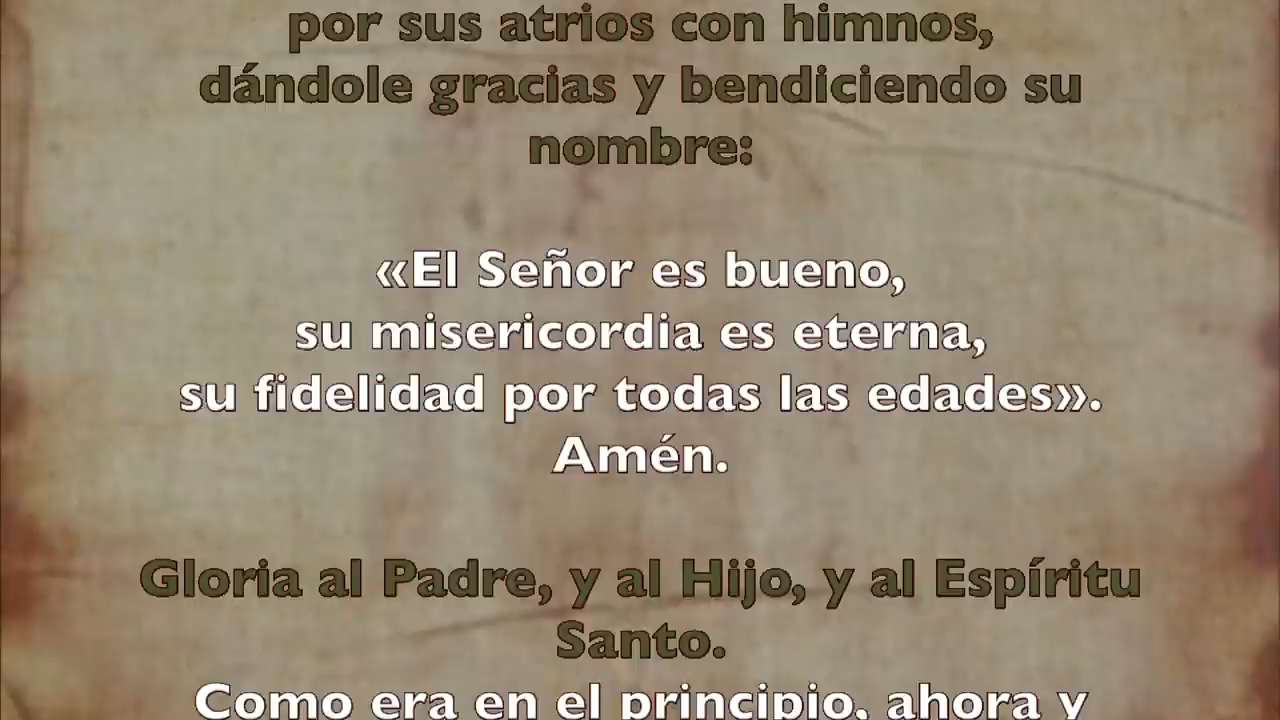 por sus atrios con himnos,
dándole gracias y bendiciendo su
nombre:
«El Señor es bueno,
su misericordia es eterna,
su fidelidad por todas las edades».
Amén.
Gloria al Padre, y al Hijo, y al Espíritu
Santo.
Como era en el principio, ahora y